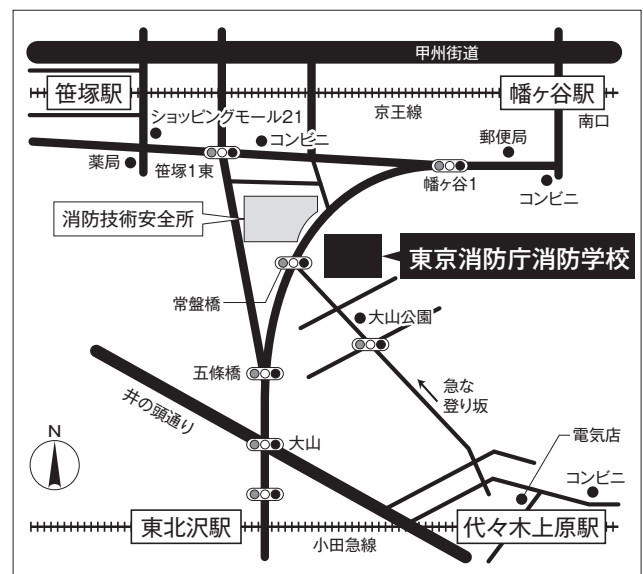 甲州街道
笹塚駅
幡ヶ谷駅
京王線
南口
ショッピングモール21
コンビニ
郵便局
薬局
笹塚1東
幡ヶ谷1
コンビニ
消防技術安全所
東京消防庁消防学校
常盤橋
大山公園
五條橋
急な
登り坂
井の頭通り
大山
電気店
N
コンビニ
東北沢駅
代々木上原駅
小田急線